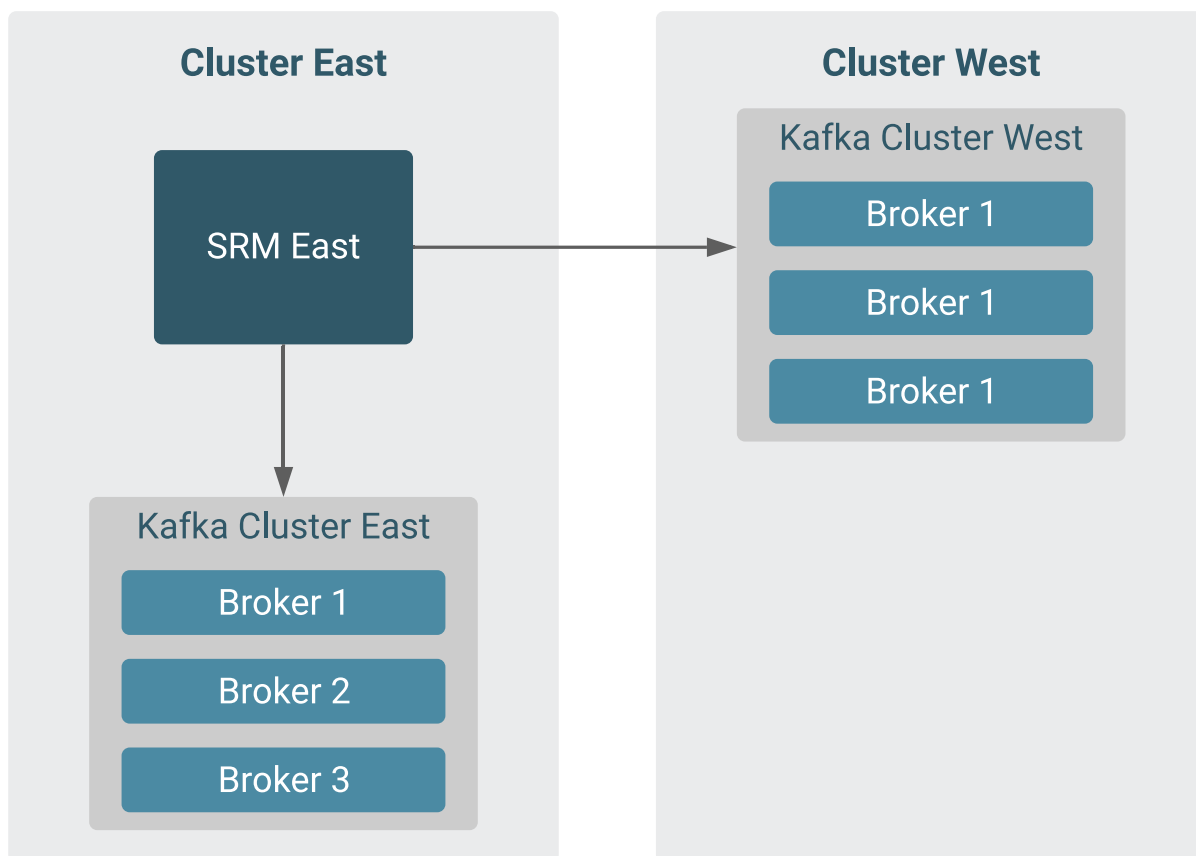 Cluster East
SRM East
Kafka Cluster East
Broker 1
Broker 2
Broker 3
Cluster West
Kafka Cluster West
Broker 1
Broker 1
Broker 1